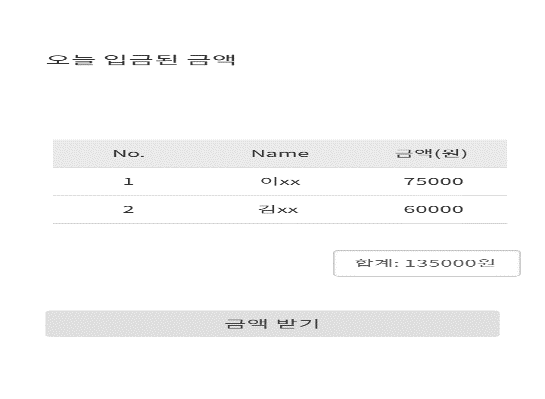 오늘 입금된 금액
No. Name 금액(원)
1 이xx 75000
2 김xx 60000
합계: 135000원
금액 받기